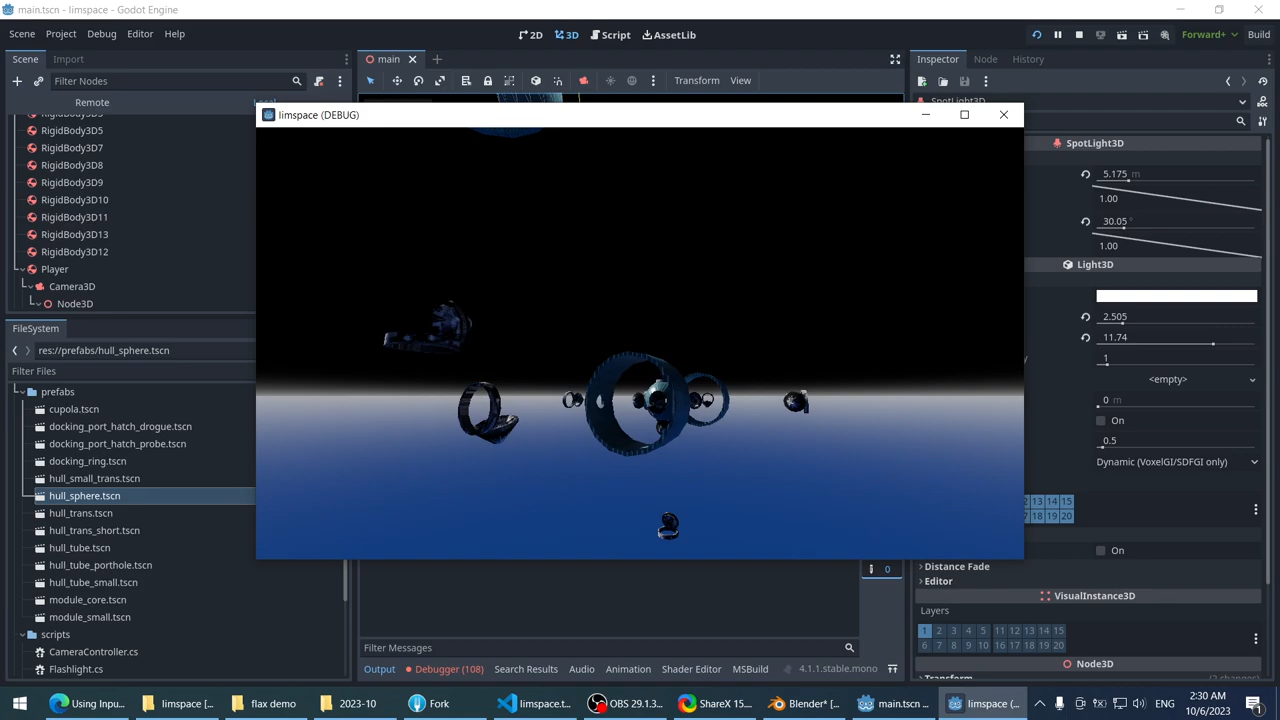 main.tscn - limspace - Godot Engine
Scene Project Debug Editor Help
2D 3D Script AssetLib
Forward+ Build
Scene Import
main
Inspector Node History
Filter Nodes
Transform View
Remote
SpotLight3D
RigidBody3D5
RigidBody3D7
RigidBody3D8
RigidBody3D9
RigidBody3D10
RigidBody3D11
RigidBody3D13
RigidBody3D12
Player
Camera3D
Node3D
FileSystem
res://prefabs/hull_sphere.tscn
Filter Files
prefabs
cupola.tscn
docking_port_hatch_drogue.tscn
docking_port_hatch_probe.tscn
docking_ring.tscn
hull_small_trans.tscn
hull_sphere.tscn
hull_trans.tscn
hull_trans_short.tscn
hull_tube.tscn
hull_tube_porthole.tscn
hull_tube_small.tscn
module_core.tscn
module_small.tscn
scripts
CameraController.cs
Flashlight.cs
limspace (DEBUG)
0
Filter Messages
Output Debugger (108) Search Results Audio Animation Shader Editor MSBuild 4.1.1.stable.mono
SpotLight3D
5.175 m
1.00
30.05 °
1.00
Light3D
2.505
11.74
1
<empty>
0 m
On
0.5
Dynamic (VoxelGI/SDFGI only)
13 14 15
18 19 20
On
Distance Fade
Editor
VisualInstance3D
Layers
1 2 3 4 5 11 12 13 14 15
6 7 8 9 10 16 17 18 19 20
Node3D
Using Inpu... limspace [... flax demo 2023-10 Fork limspace.t... OBS 29.1.3... ShareX 15.... Blender* [... main.tscn ... limspace (...
2:30 AM
10/6/2023
1